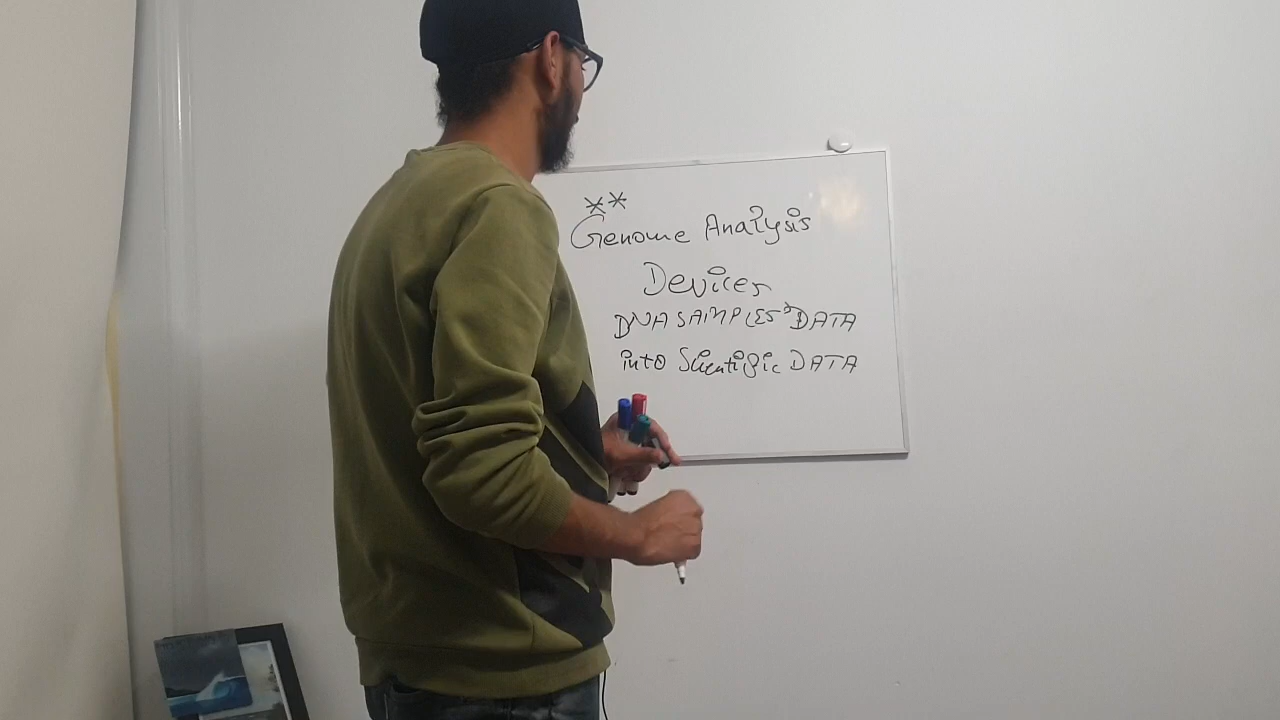 **
Genome Analysis
Devices
DNA SAMPLES DATA
into Scientific DATA